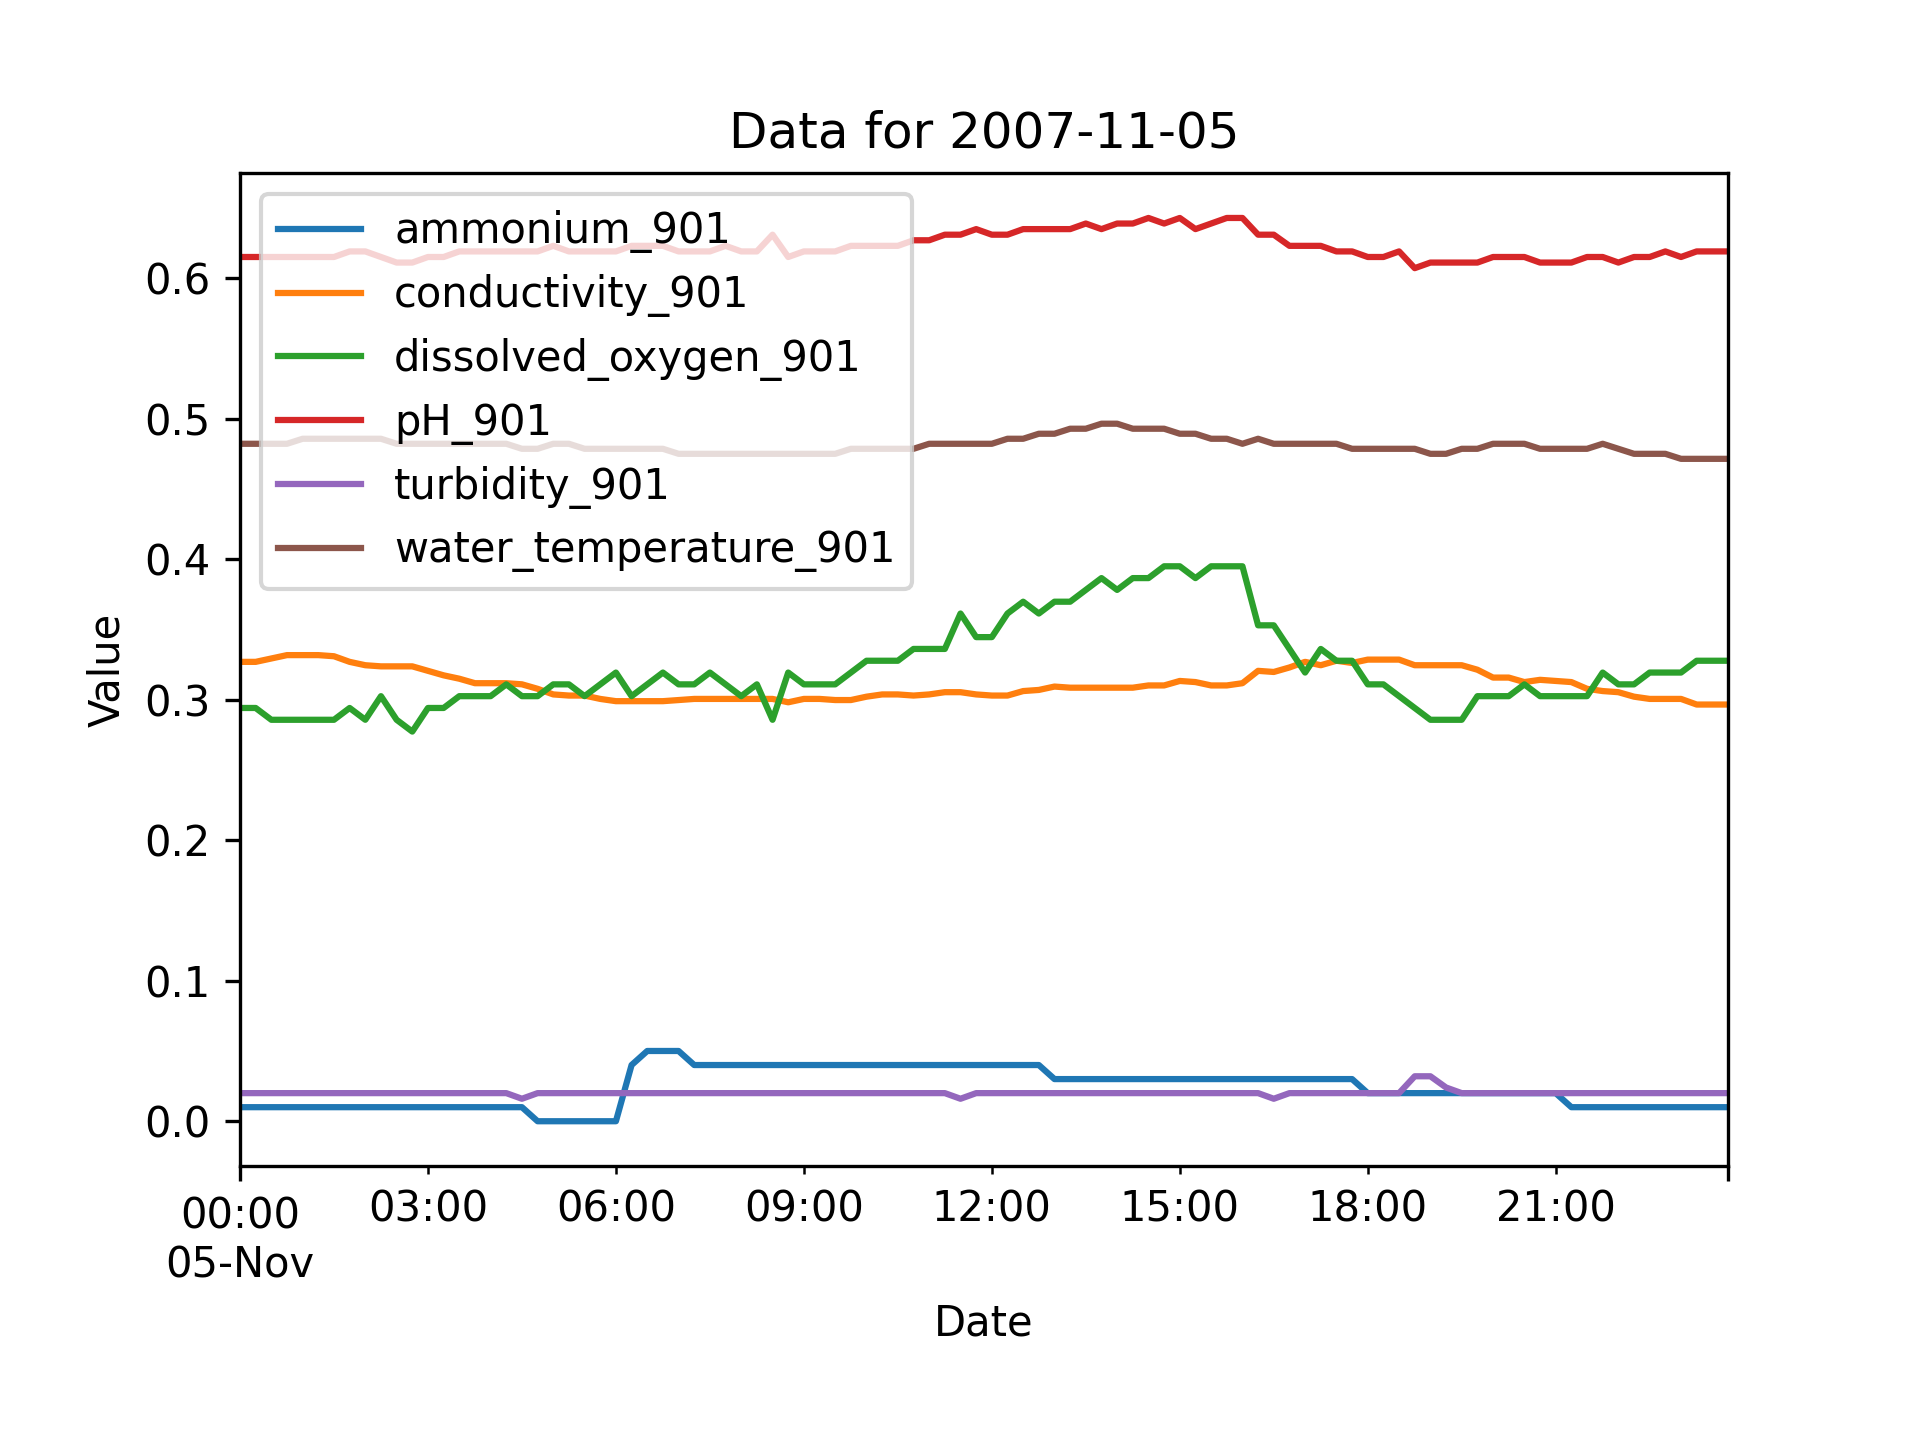 Data for 2007-11-05
ammonium_901
conductivity_901
dissolved_oxygen_901
pH_901
turbidity_901
water_temperature_901
Value
0.6
0.5
0.4
0.3
0.2
0.1
0.0
00:00 03:00 06:00 09:00 12:00 15:00 18:00 21:00
05-Nov
Date